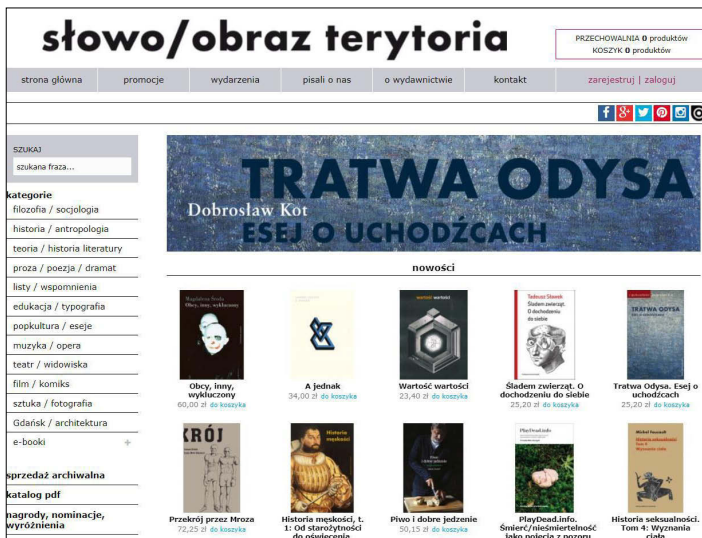 słowo/obraz terytoria
PRZECHOWALNIA 0 produktów
KOSZYK 0 produktów
strona główna promocje wydarzenia pisali o nas o wydawnictwie kontakt zarejestruj | zaloguj
SZUKAJ
szukana fraza...
kategorie
filozofia / socjologia
historia / antropologia
teoria / historia literatury
proza / poezja / dramat
listy / wspomnienia
edukacja / typografia
popkultura / eseje
muzyka / opera
teatr / widowiska
film / komiks
sztuka / fotografia
Gdańsk / architektura
e-booki +
sprzedaż archiwalna
katalog pdf
nagrody, nominacje,
wyróżnienia
TRATWA ODYSA
Dobrosław Kot
ESEJ O UCHODŹCACH
nowości
Magdalena Środa
Obcy, inny, wykluczony
Obcy, inny,
wykluczony
60,00 zł do koszyka
A jednak
34,00 zł do koszyka
wartość wartości
Wartość wartości
23,40 zł do koszyka
Tadeusz Sławek
Śladem zwierząt.
O dochodzeniu
do siebie
Śladem zwierząt. O
dochodzeniu do siebie
25,20 zł do koszyka
TRATWA ODYSA
ESEJ O UCHODŹCACH
Tratwa Odysa. Esej o
uchodźcach
25,20 zł do koszyka
KRÓJ
Przekrój przez Mroza
72,25 zł do koszyka
Historia
męskości
Historia męskości, t.
1: Od starożytności
do oświecenia
Piwo i dobre jedzenie
50,15 zł do koszyka
PlayDead.info
PlayDead.info.
Śmierć/nieśmiertelność
jako pojęcia z pozoru
Michel Foucault
Historia seksualności
Tom 4
Wyznania ciała
Historia seksualności.
Tom 4: Wyznania
ciała